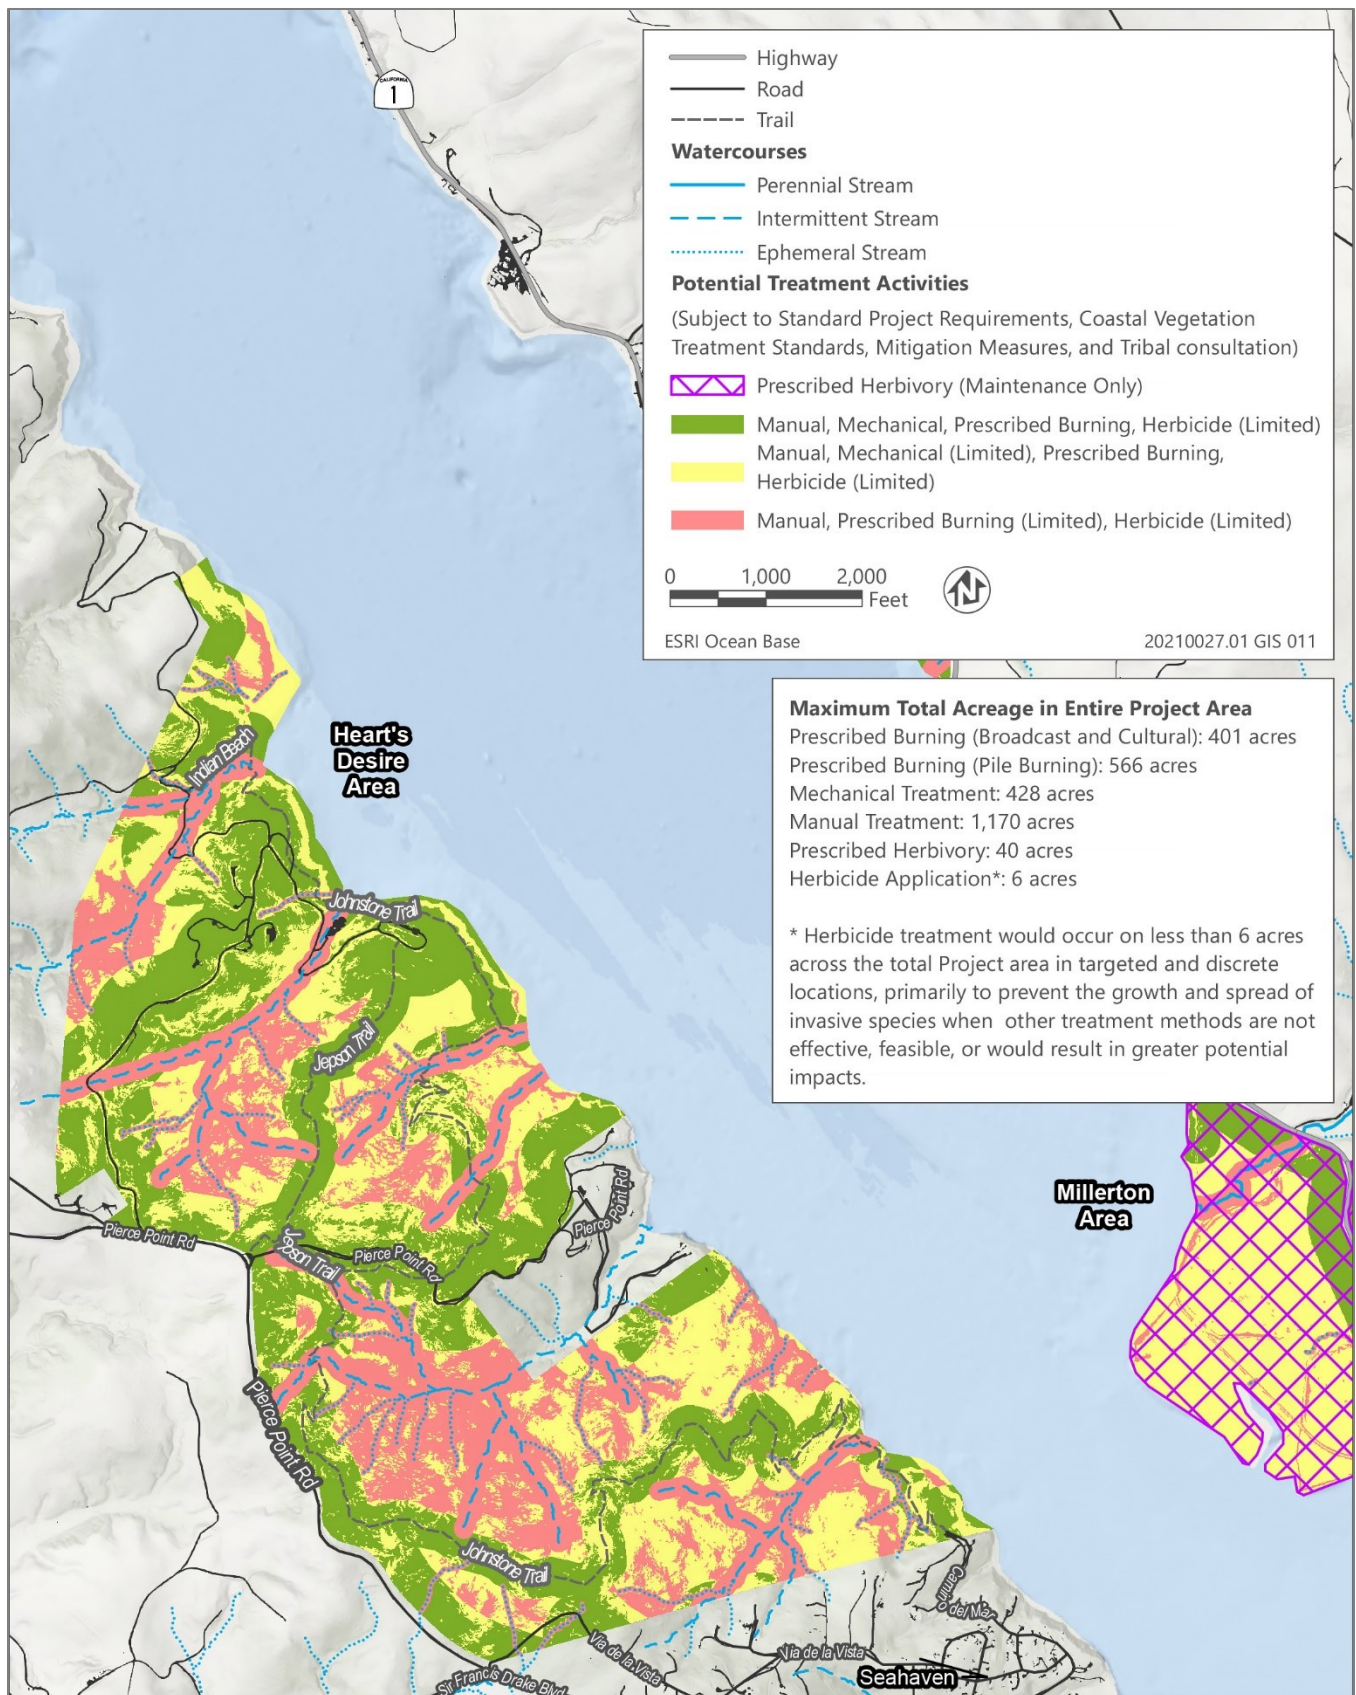 CALIFORNIA
1
Highway
Road
Trail
Watercourses
Perennial Stream
Intermittent Stream
Ephemeral Stream
Potential Treatment Activities
(Subject to Standard Project Requirements, Coastal Vegetation
Treatment Standards, Mitigation Measures, and Tribal consultation)
Prescribed Herbivory (Maintenance Only)
Manual, Mechanical, Prescribed Burning, Herbicide (Limited)
Manual, Mechanical (Limited), Prescribed Burning,
Herbicide (Limited)
Manual, Prescribed Burning (Limited), Herbicide (Limited)
0 1,000 2,000
Feet
N
ESRI Ocean Base 20210027.01 GIS 011
Maximum Total Acreage in Entire Project Area
Prescribed Burning (Broadcast and Cultural): 401 acres
Prescribed Burning (Pile Burning): 566 acres
Mechanical Treatment: 428 acres
Manual Treatment: 1,170 acres
Prescribed Herbivory: 40 acres
Herbicide Application*: 6 acres
* Herbicide treatment would occur on less than 6 acres
across the total Project area in targeted and discrete
locations, primarily to prevent the growth and spread of
invasive species when other treatment methods are not
effective, feasible, or would result in greater potential
impacts.
Heart's
Desire
Area
Indian Beach
Johnstone Trail
Jepson Trail
Millerton
Area
Pierce Point Rd
Pierce Point Rd
Jepson Trail
Pierce Point Rd
Pierce Point Rd
Johnstone Trail
Camino del Mar
Via de la Vista
Via de la Vista
Seahaven
Sir Francis Drake Blvd